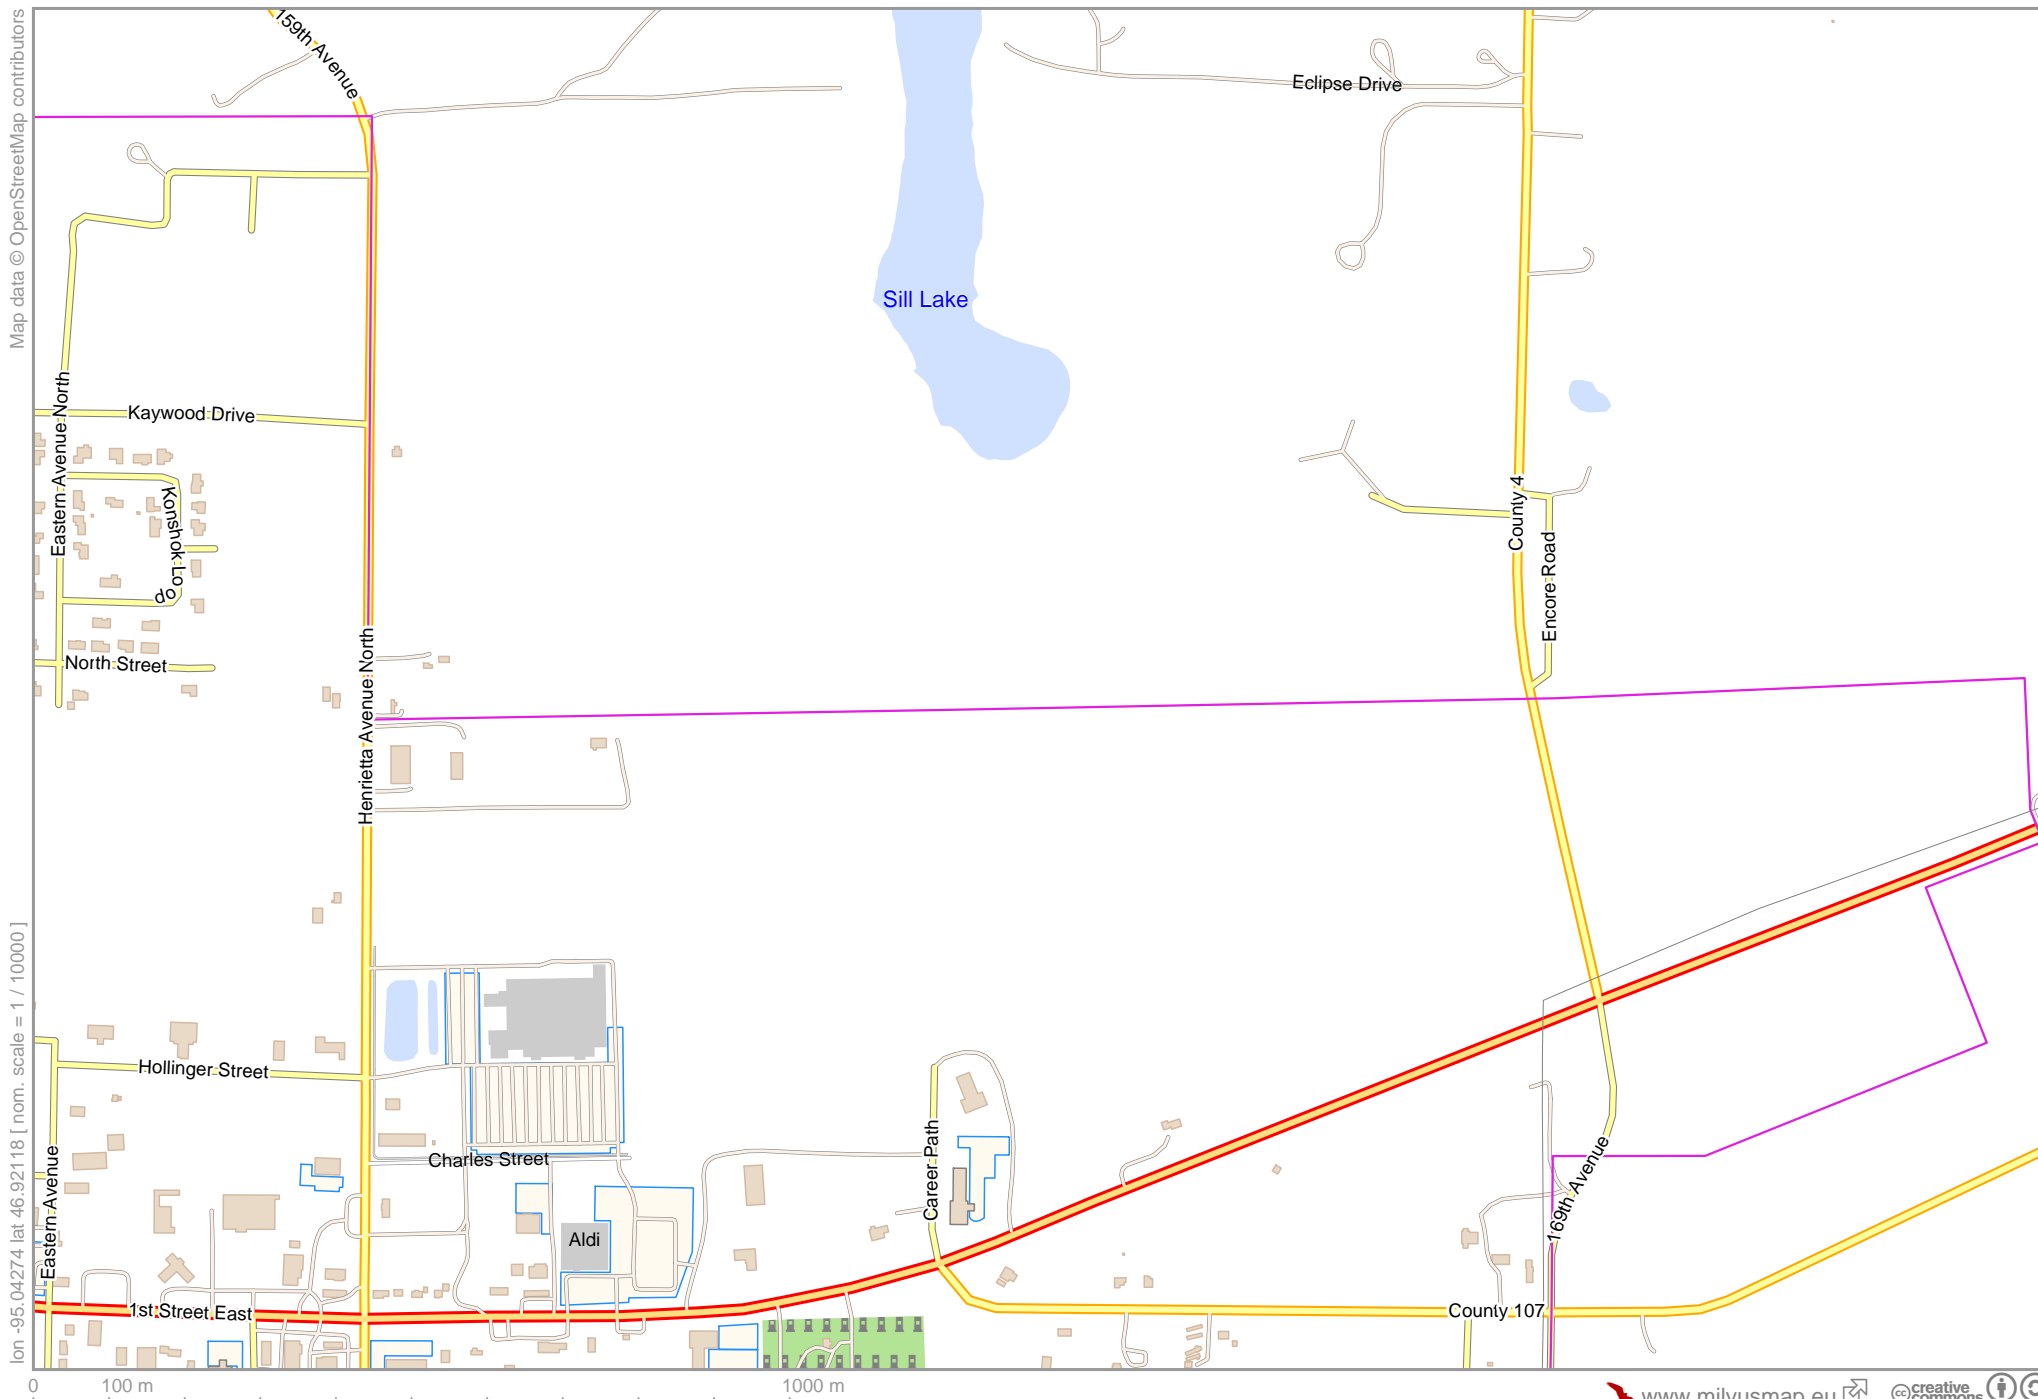 Map data © OpenStreetMap contributors
lon -95.04274 lat 46.92118 [ nom. scale = 1 / 10000 ]
159th Avenue
Eclipse Drive
Sill Lake
Eastern Avenue North
Kaywood Drive
Konshok Loop
County 4
Encore Road
North Street
Henrietta Avenue North
Hollinger Street
Charles Street
Career Path
169th Avenue
Eastern Avenue
Aldi
1st Street East
County 107
0 100 m 1000 m
www.milvusmap.eu
creative commons